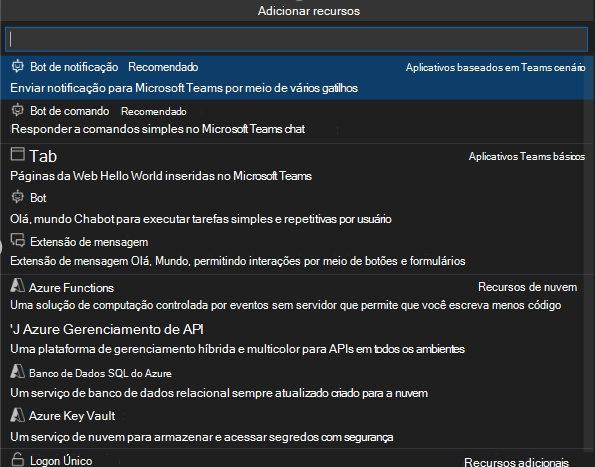 Adicionar recursos
Bot de notificação Recomendado Aplicativos baseados em Teams cenário
Enviar notificação para Microsoft Teams por meio de vários gatilhos
Bot de comando Recomendado
Responder a comandos simples no Microsoft Teams chat
Tab Aplicativos Teams básicos
Páginas da Web Hello World inseridas no Microsoft Teams
Bot
Olá, mundo Chabot para executar tarefas simples e repetitivas por usuário
Extensão de mensagem
Extensão de mensagem Olá, Mundo, permitindo interações por meio de botões e formulários
Azure Functions Recursos de nuvem
Uma solução de computação controlada por eventos sem servidor que permite que você escreva menos código
'J Azure Gerenciamento de API
Uma plataforma de gerenciamento híbrida e multicolor para APIs em todos os ambientes
Banco de Dados SQL do Azure
Um serviço de banco de dados relacional sempre atualizado criado para a nuvem
Azure Key Vault
Um serviço de nuvem para armazenar e acessar segredos com segurança
Logon Único Recursos adicionais